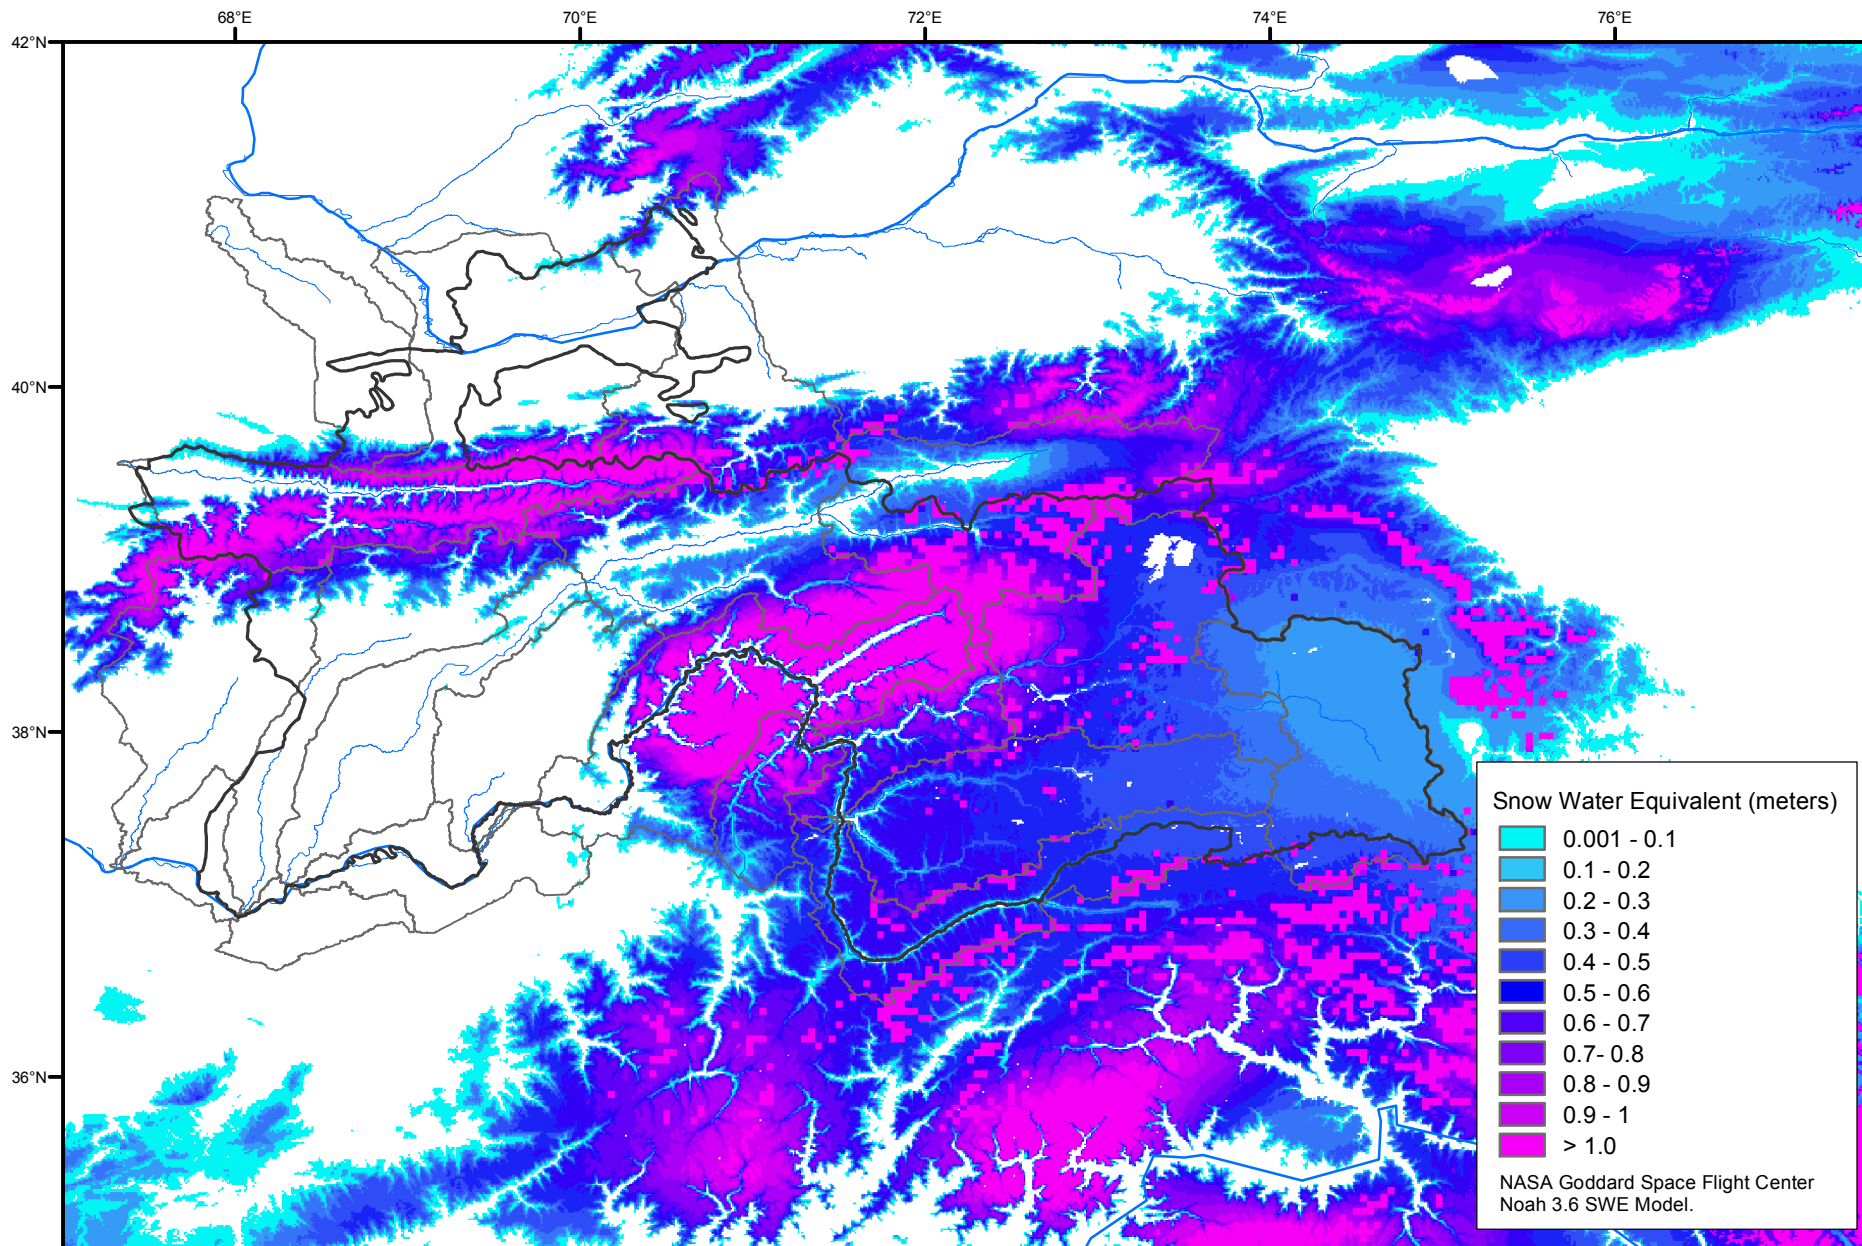 68°E
70°E
72°E
74°E
76°E
42°N
40°N
38°N
36°N
Snow Water Equivalent (meters)
0.001 - 0.1
0.1 - 0.2
0.2 - 0.3
0.3 - 0.4
0.4 - 0.5
0.5 - 0.6
0.6 - 0.7
0.7- 0.8
0.8 - 0.9
0.9 - 1
> 1.0
NASA Goddard Space Flight Center
Noah 3.6 SWE Model.